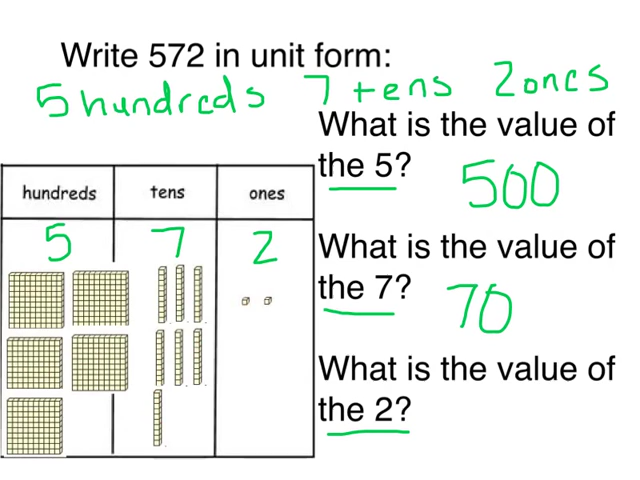 Write 572 in unit form:
5 hundreds 7 tens 2 ones
What is the value of
the 5?
500
hundreds tens ones
5 7 2
What is the value of
the 7?
70
What is the value of
the 2?